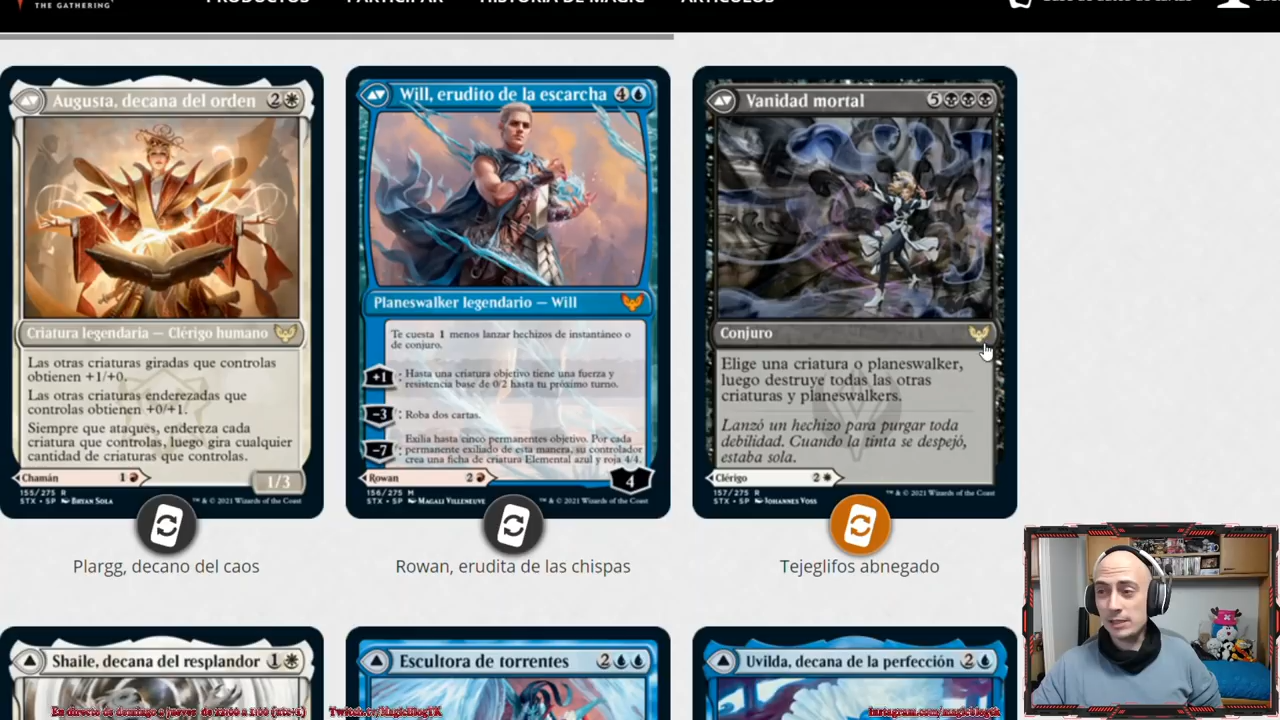 THE GATHERING
PRODUCTOS
PARTICIPAR
HISTORIA DE MAGIC
ARTÍCULOS
Augusta, decana del orden 2
Criatura legendaria — Clérigo humano
Las otras criaturas giradas que controlas
obtienen +1/+0.
Las otras criaturas enderezadas que
controlas obtienen +0/+1.
Siempre que ataques, endereza cada
criatura que controlas, luego gira cualquier
cantidad de criaturas que controlas.
Chamán 1
1/3
155/275 R
STX • SP Bryan Sola
™ & © 2021 Wizards of the Coast
Plargg, decano del caos
Will, erudito de la escarcha 4
Planeswalker legendario — Will
Te cuesta 1 menos lanzar hechizos de instantáneo o
de conjuro.
+1: Hasta una criatura objetivo tiene una fuerza y
resistencia base de 0/2 hasta tu próximo turno.
-3: Roba dos cartas.
-7: Exilia hasta cinco permanentes objetivo. Por cada
permanente exiliado de esta manera, su controlador
crea una ficha de criatura Elemental azul y roja 4/4.
Rowan 2
4
156/275 M
STX • SP Magali Villeneuve
™ & © 2021 Wizards of the Coast
Rowan, erudita de las chispas
Vanidad mortal 5
Conjuro
Elige una criatura o planeswalker,
luego destruye todas las otras
criaturas y planeswalkers.
Lanzó un hechizo para purgar toda
debilidad. Cuando la tinta se despejó,
estaba sola.
Clérigo 2
157/275 R
STX • SP Johannes Voss
™ & © 2021 Wizards of the Coast
Tejeglifos abnegado
Shaile, decana del resplandor 1
Escultora de torrentes 2
Uvilda, decana de la perfección 2